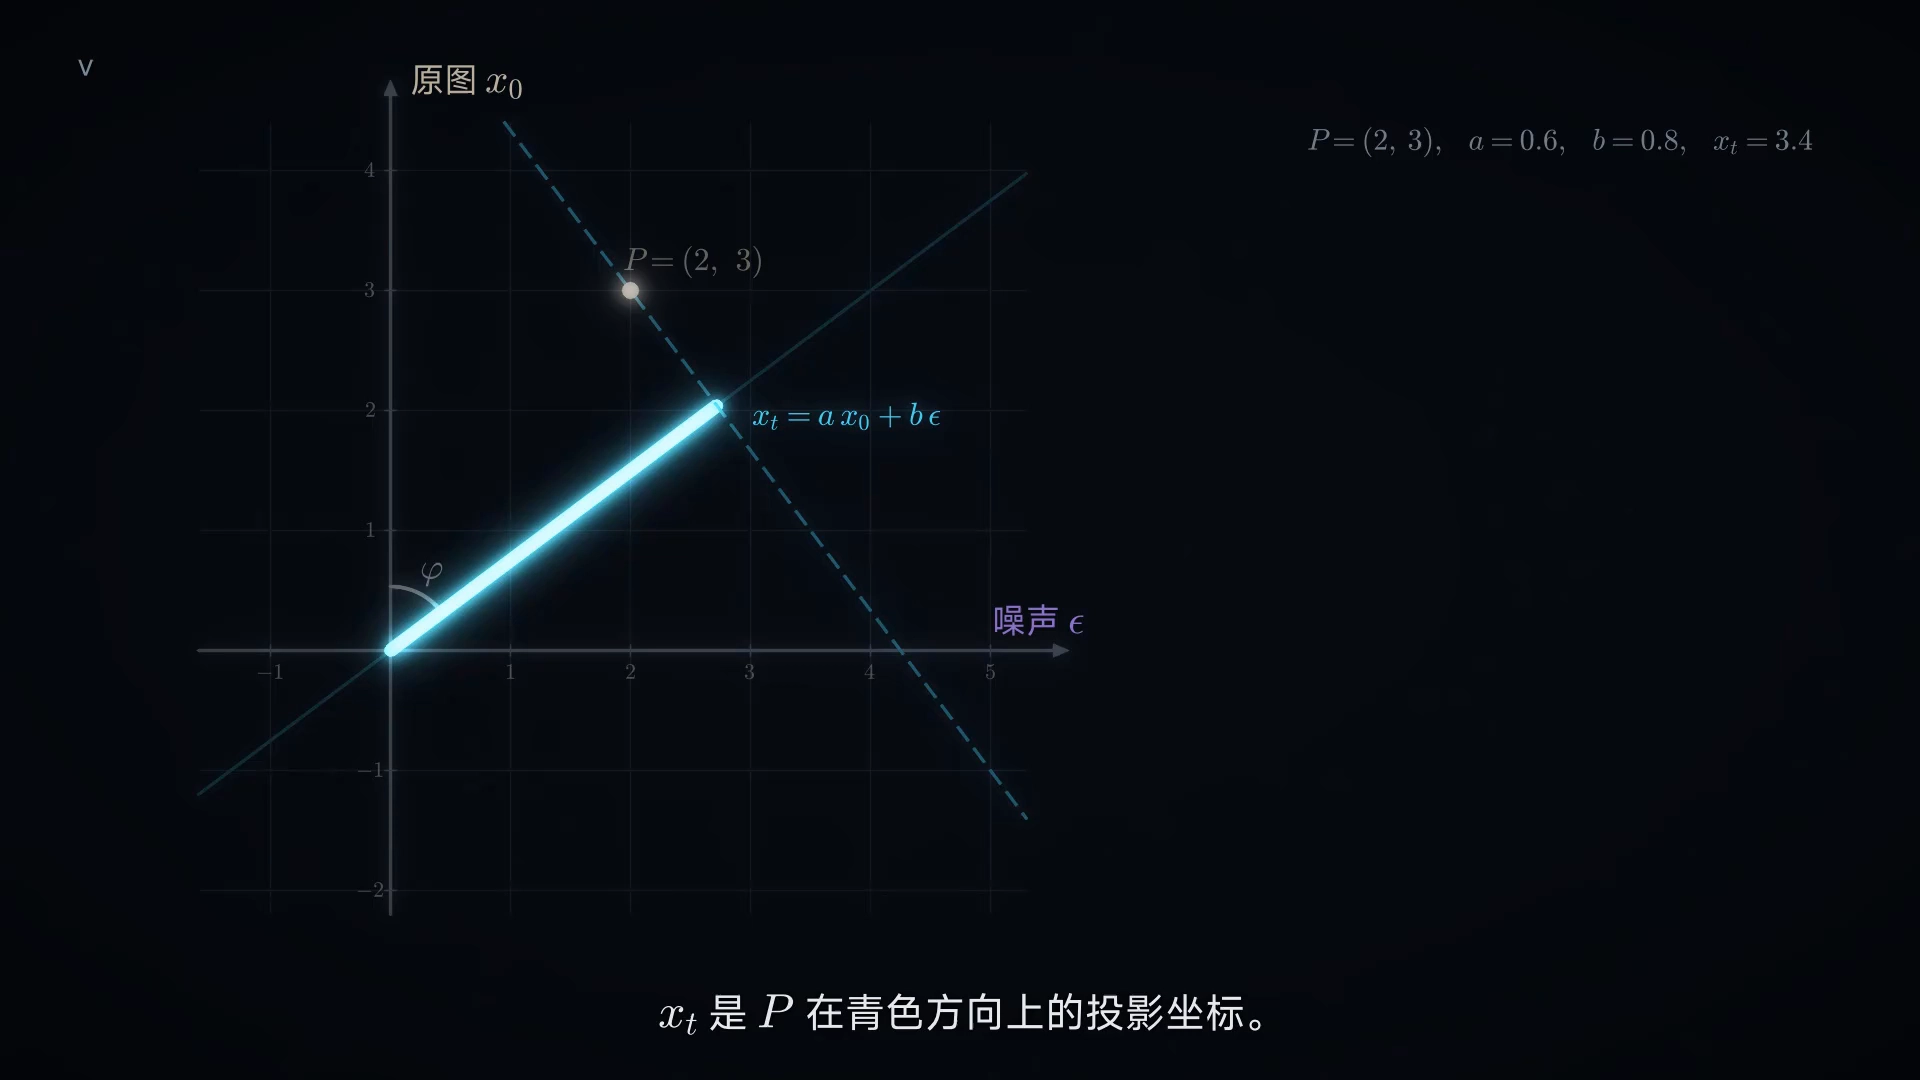 v
原图 x₀
P = (2, 3), a = 0.6, b = 0.8, xₜ = 3.4
4
P = (2, 3)
3
2
xₜ = a x₀ + b ϵ
1
φ
噪声 ϵ
−1 1 2 3 4 5
−1
−2
xₜ 是 P 在青色方向上的投影坐标。